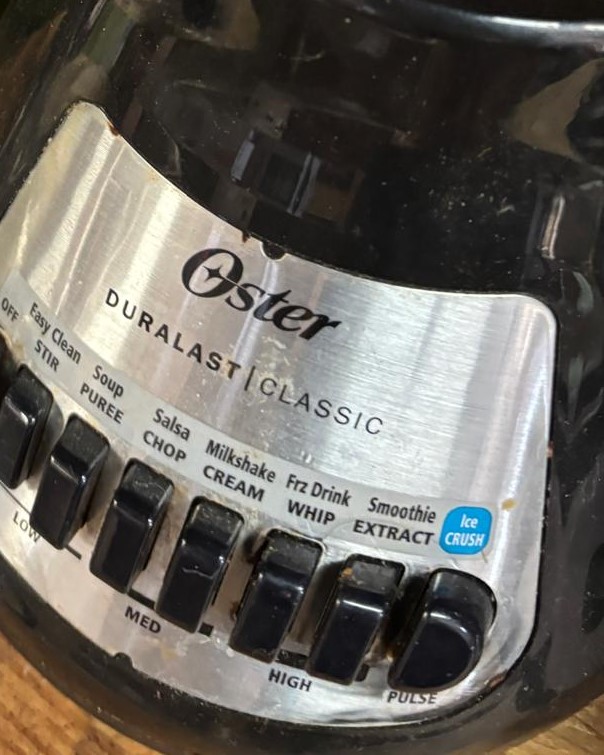 Oster
DURALAST|CLASSIC
OFF
Easy Clean
STIR
Soup
PUREE
Salsa
CHOP
Milkshake
CREAM
Frz Drink
WHIP
Smoothie
EXTRACT
Ice
CRUSH
LOW
MED
HIGH
PULSE